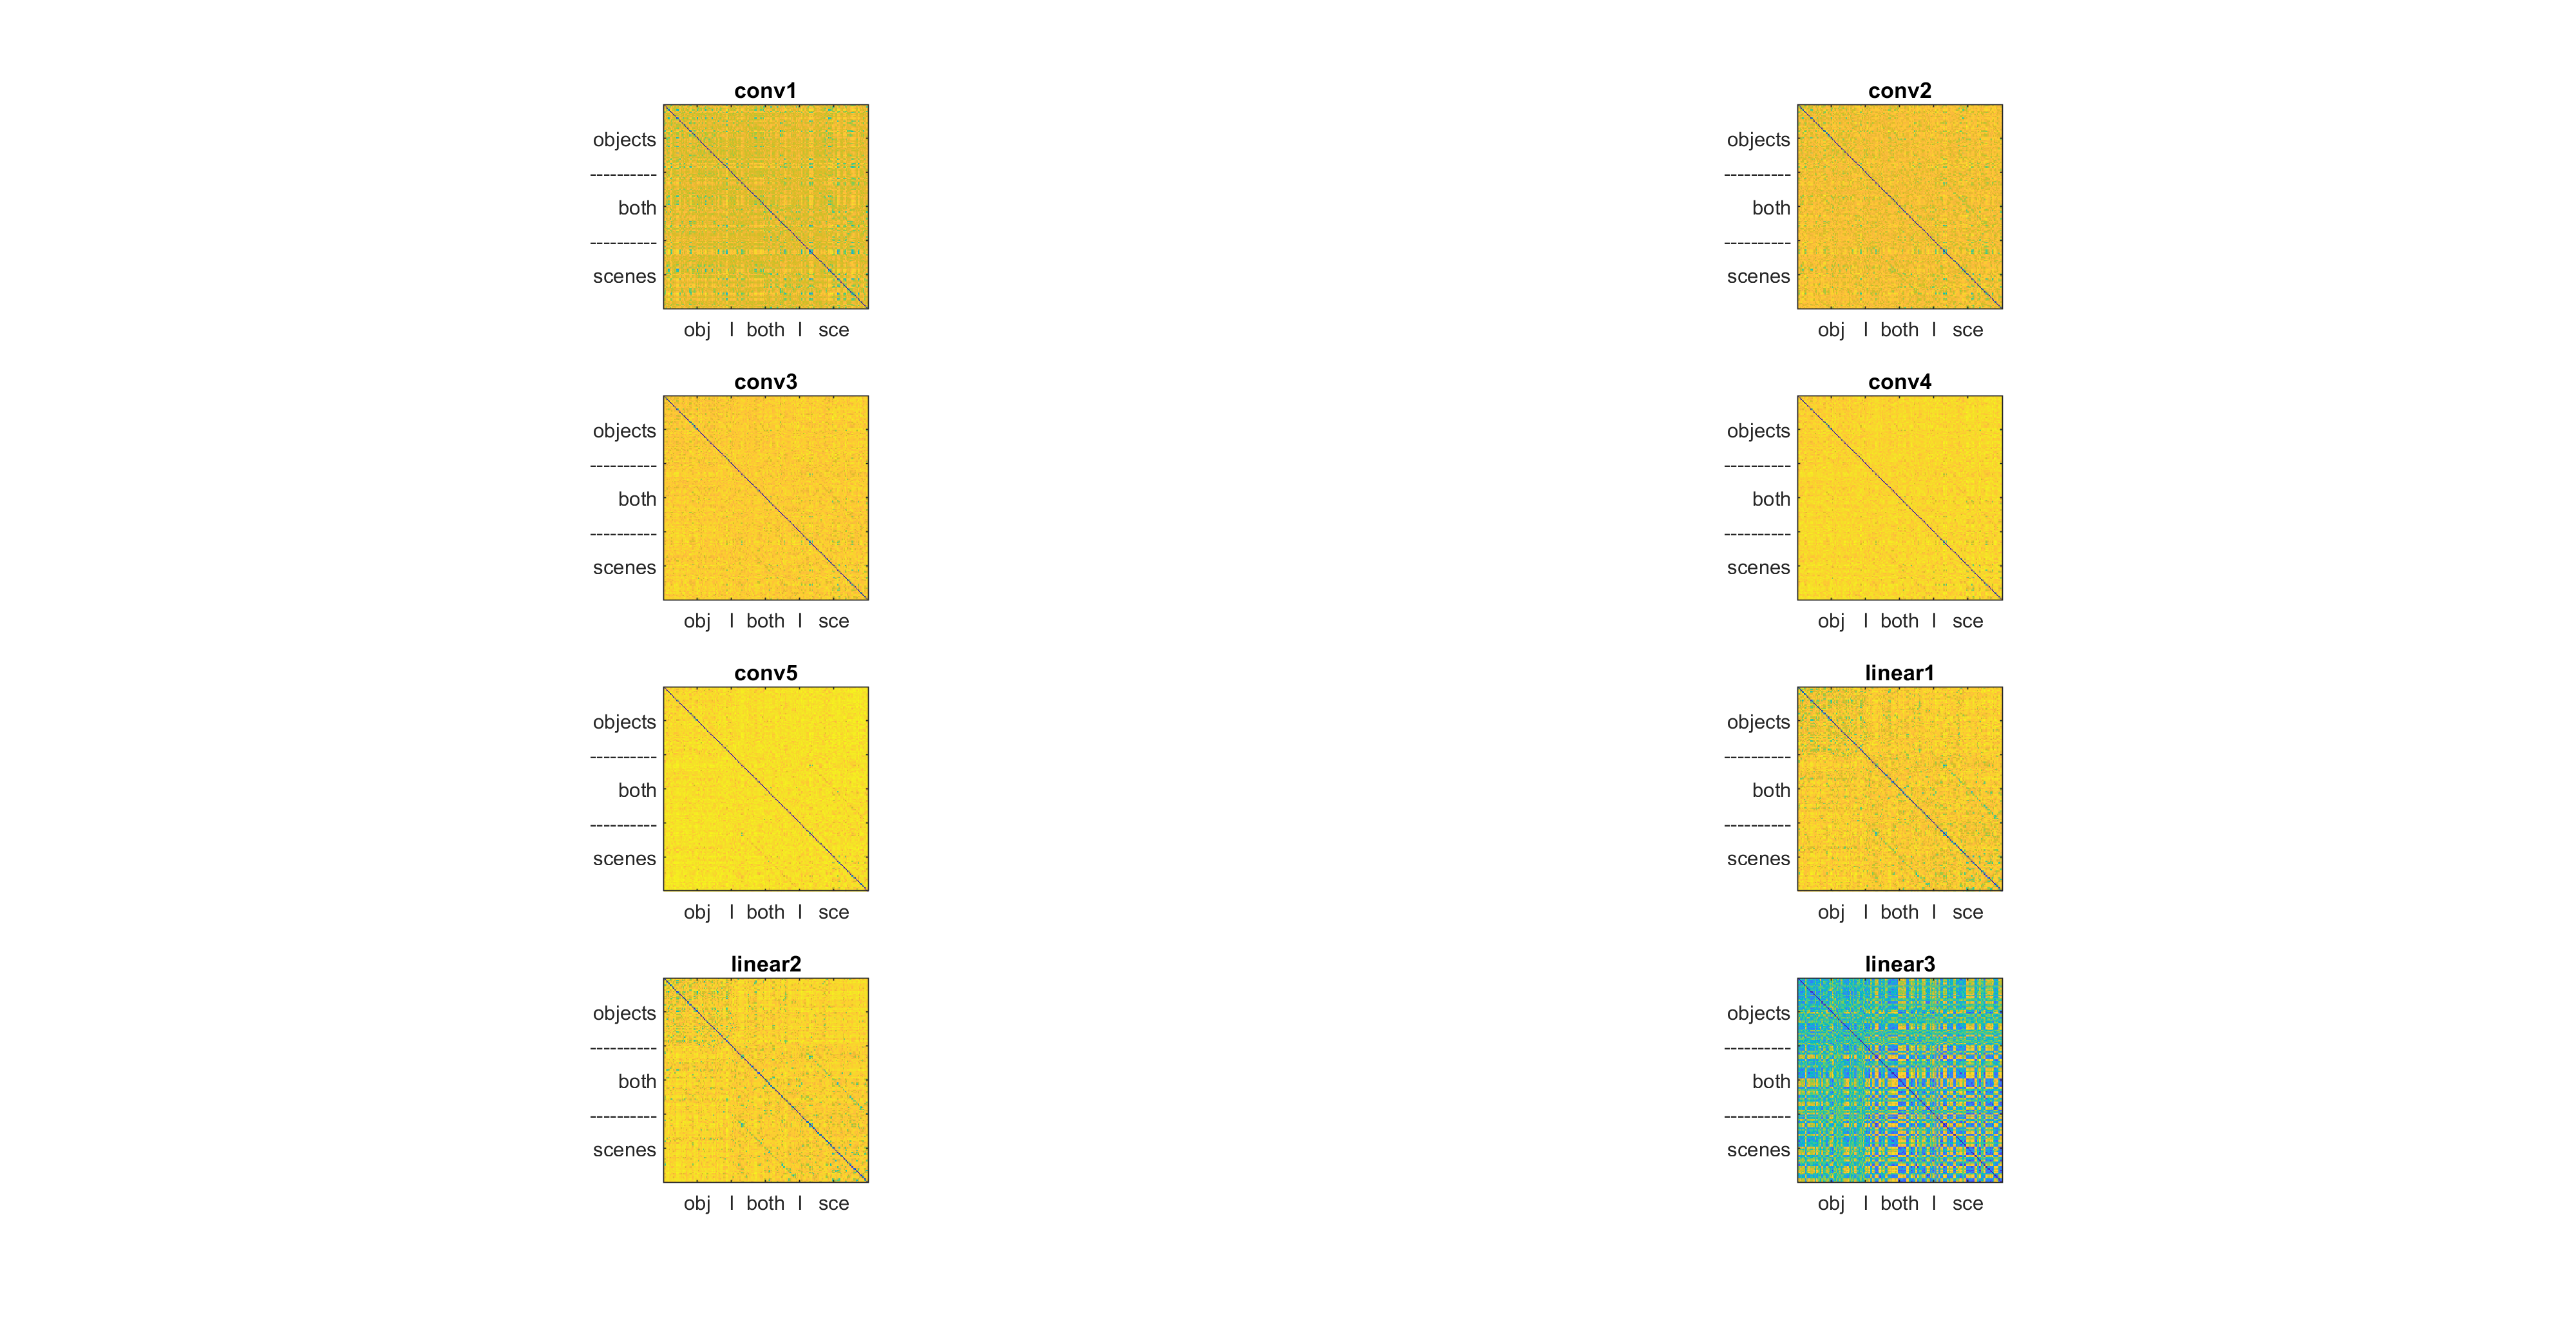 conv1
objects
----------
both
----------
scenes
obj | both | sce
conv2
objects
----------
both
----------
scenes
obj | both | sce
conv3
objects
----------
both
----------
scenes
obj | both | sce
conv4
objects
----------
both
----------
scenes
obj | both | sce
conv5
objects
----------
both
----------
scenes
obj | both | sce
linear1
objects
----------
both
----------
scenes
obj | both | sce
linear2
objects
----------
both
----------
scenes
obj | both | sce
linear3
objects
----------
both
----------
scenes
obj | both | sce